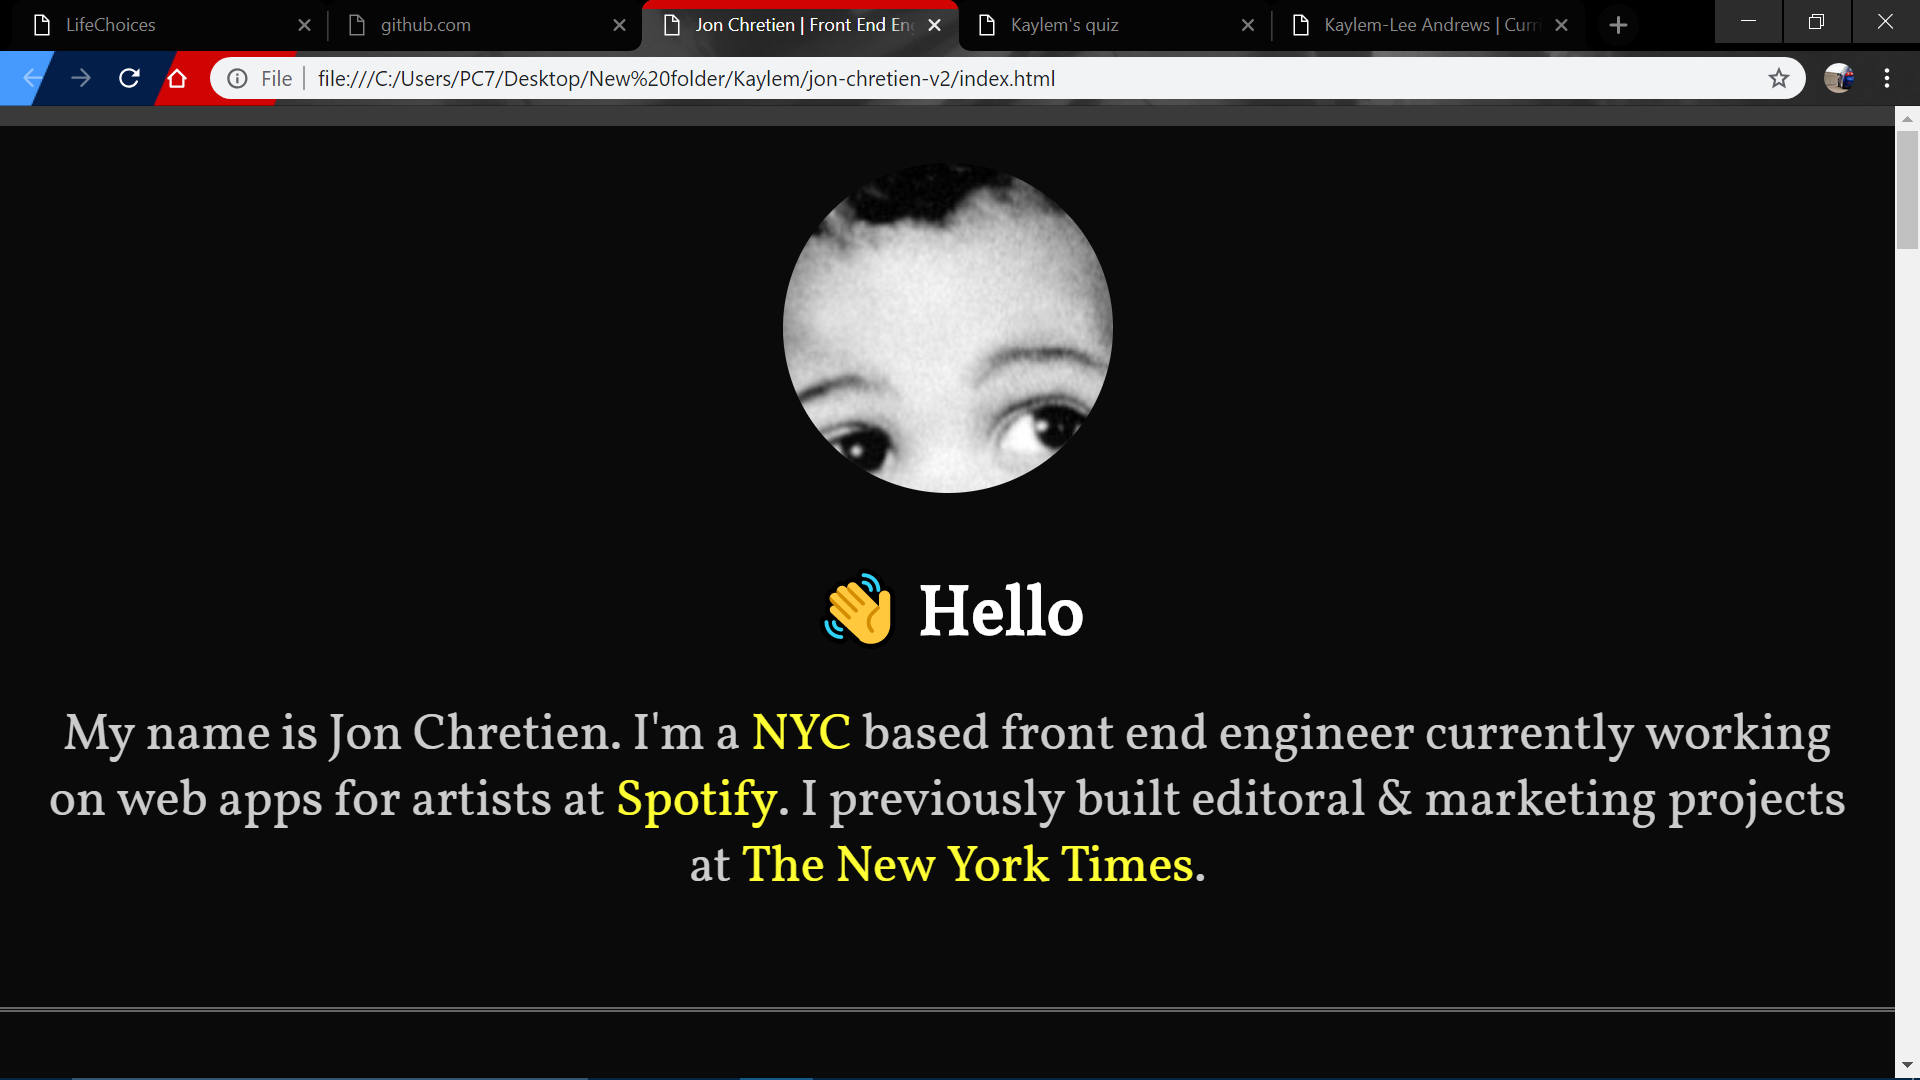 LifeChoices
github.com
Jon Chretien | Front End En
Kaylem's quiz
Kaylem-Lee Andrews | Curri
File
file:///C:/Users/PC7/Desktop/New%20folder/Kaylem/jon-chretien-v2/index.html
👋 Hello
My name is Jon Chretien. I'm a NYC based front end engineer currently working
on web apps for artists at Spotify. I previously built editoral & marketing projects
at The New York Times.